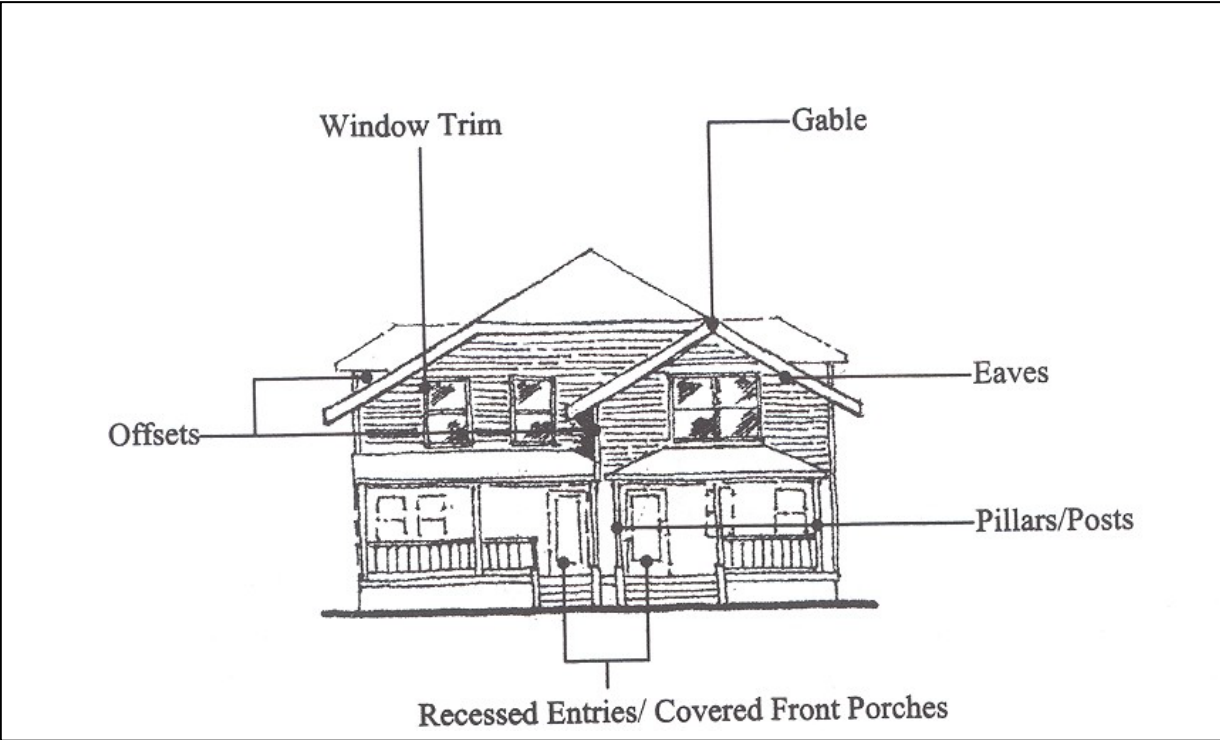 Window Trim
Gable
Eaves
Offsets
Pillars/Posts
Recessed Entries/ Covered Front Porches